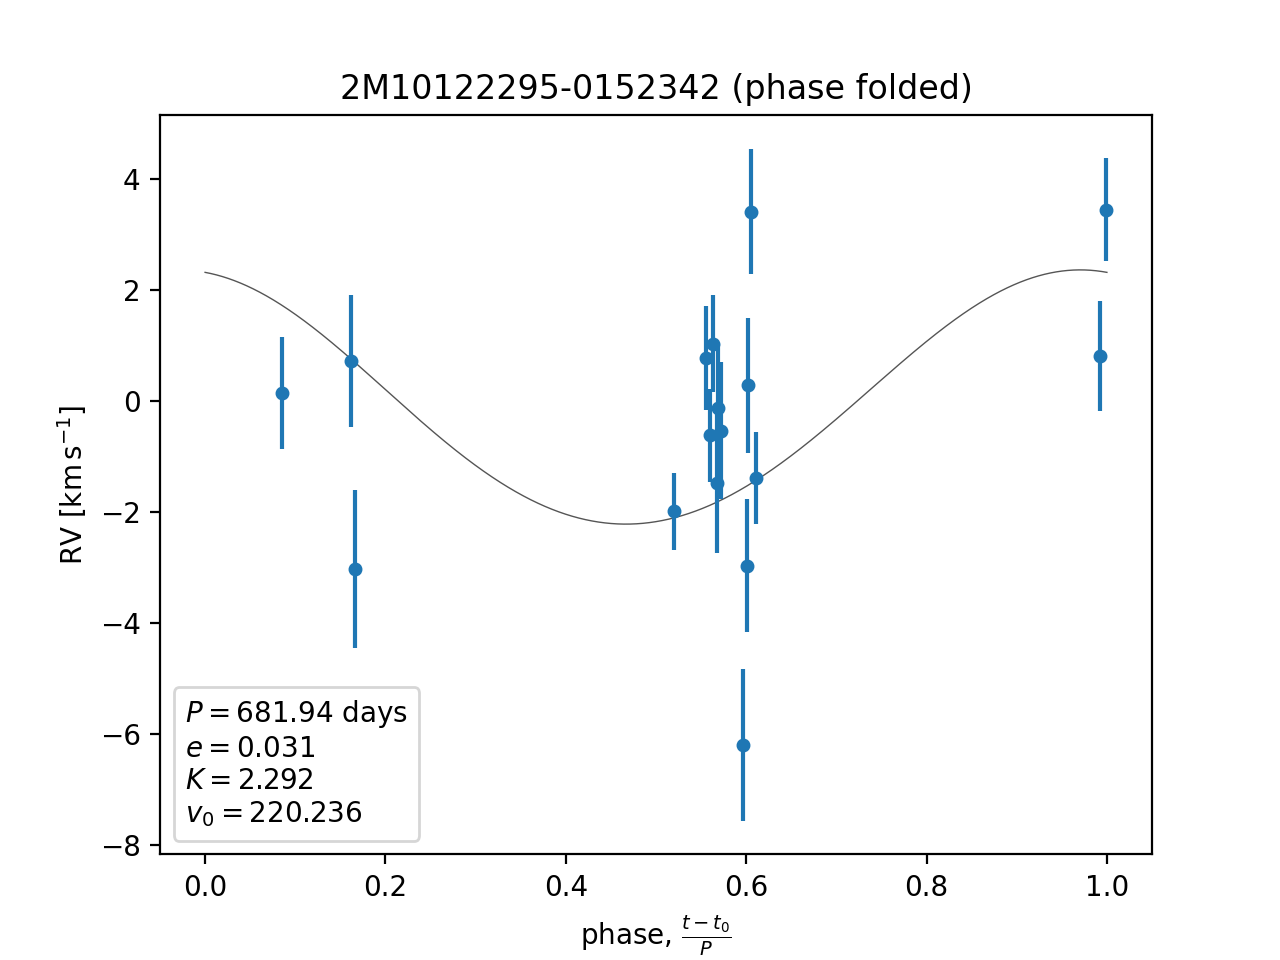 2M10122295-0152342 (phase folded)
RV [km s⁻¹]
4
2
0
−2
−4
−6
−8
P = 681.94 days
e = 0.031
K = 2.292
v₀ = 220.236
0.0 0.2 0.4 0.6 0.8 1.0
phase, (t − t₀)/P